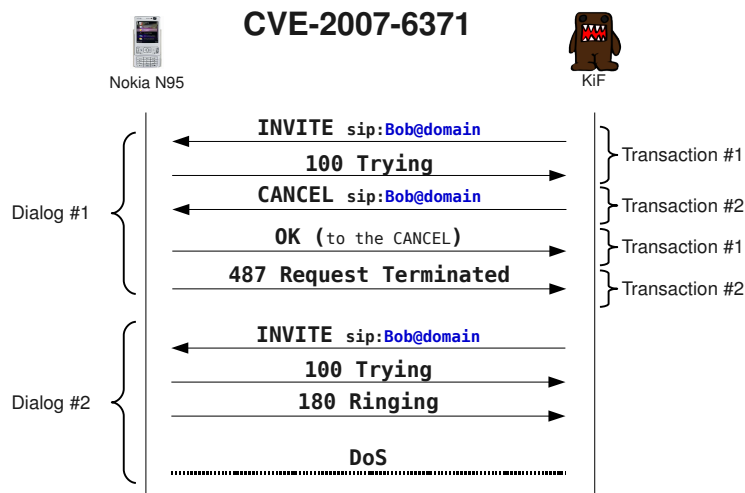 CVE-2007-6371
Nokia N95
KiF
INVITE sip:Bob@domain
100 Trying
Transaction #1
CANCEL sip:Bob@domain
Transaction #2
Dialog #1
OK (to the CANCEL)
Transaction #1
487 Request Terminated
Transaction #2
INVITE sip:Bob@domain
100 Trying
180 Ringing
Dialog #2
DoS